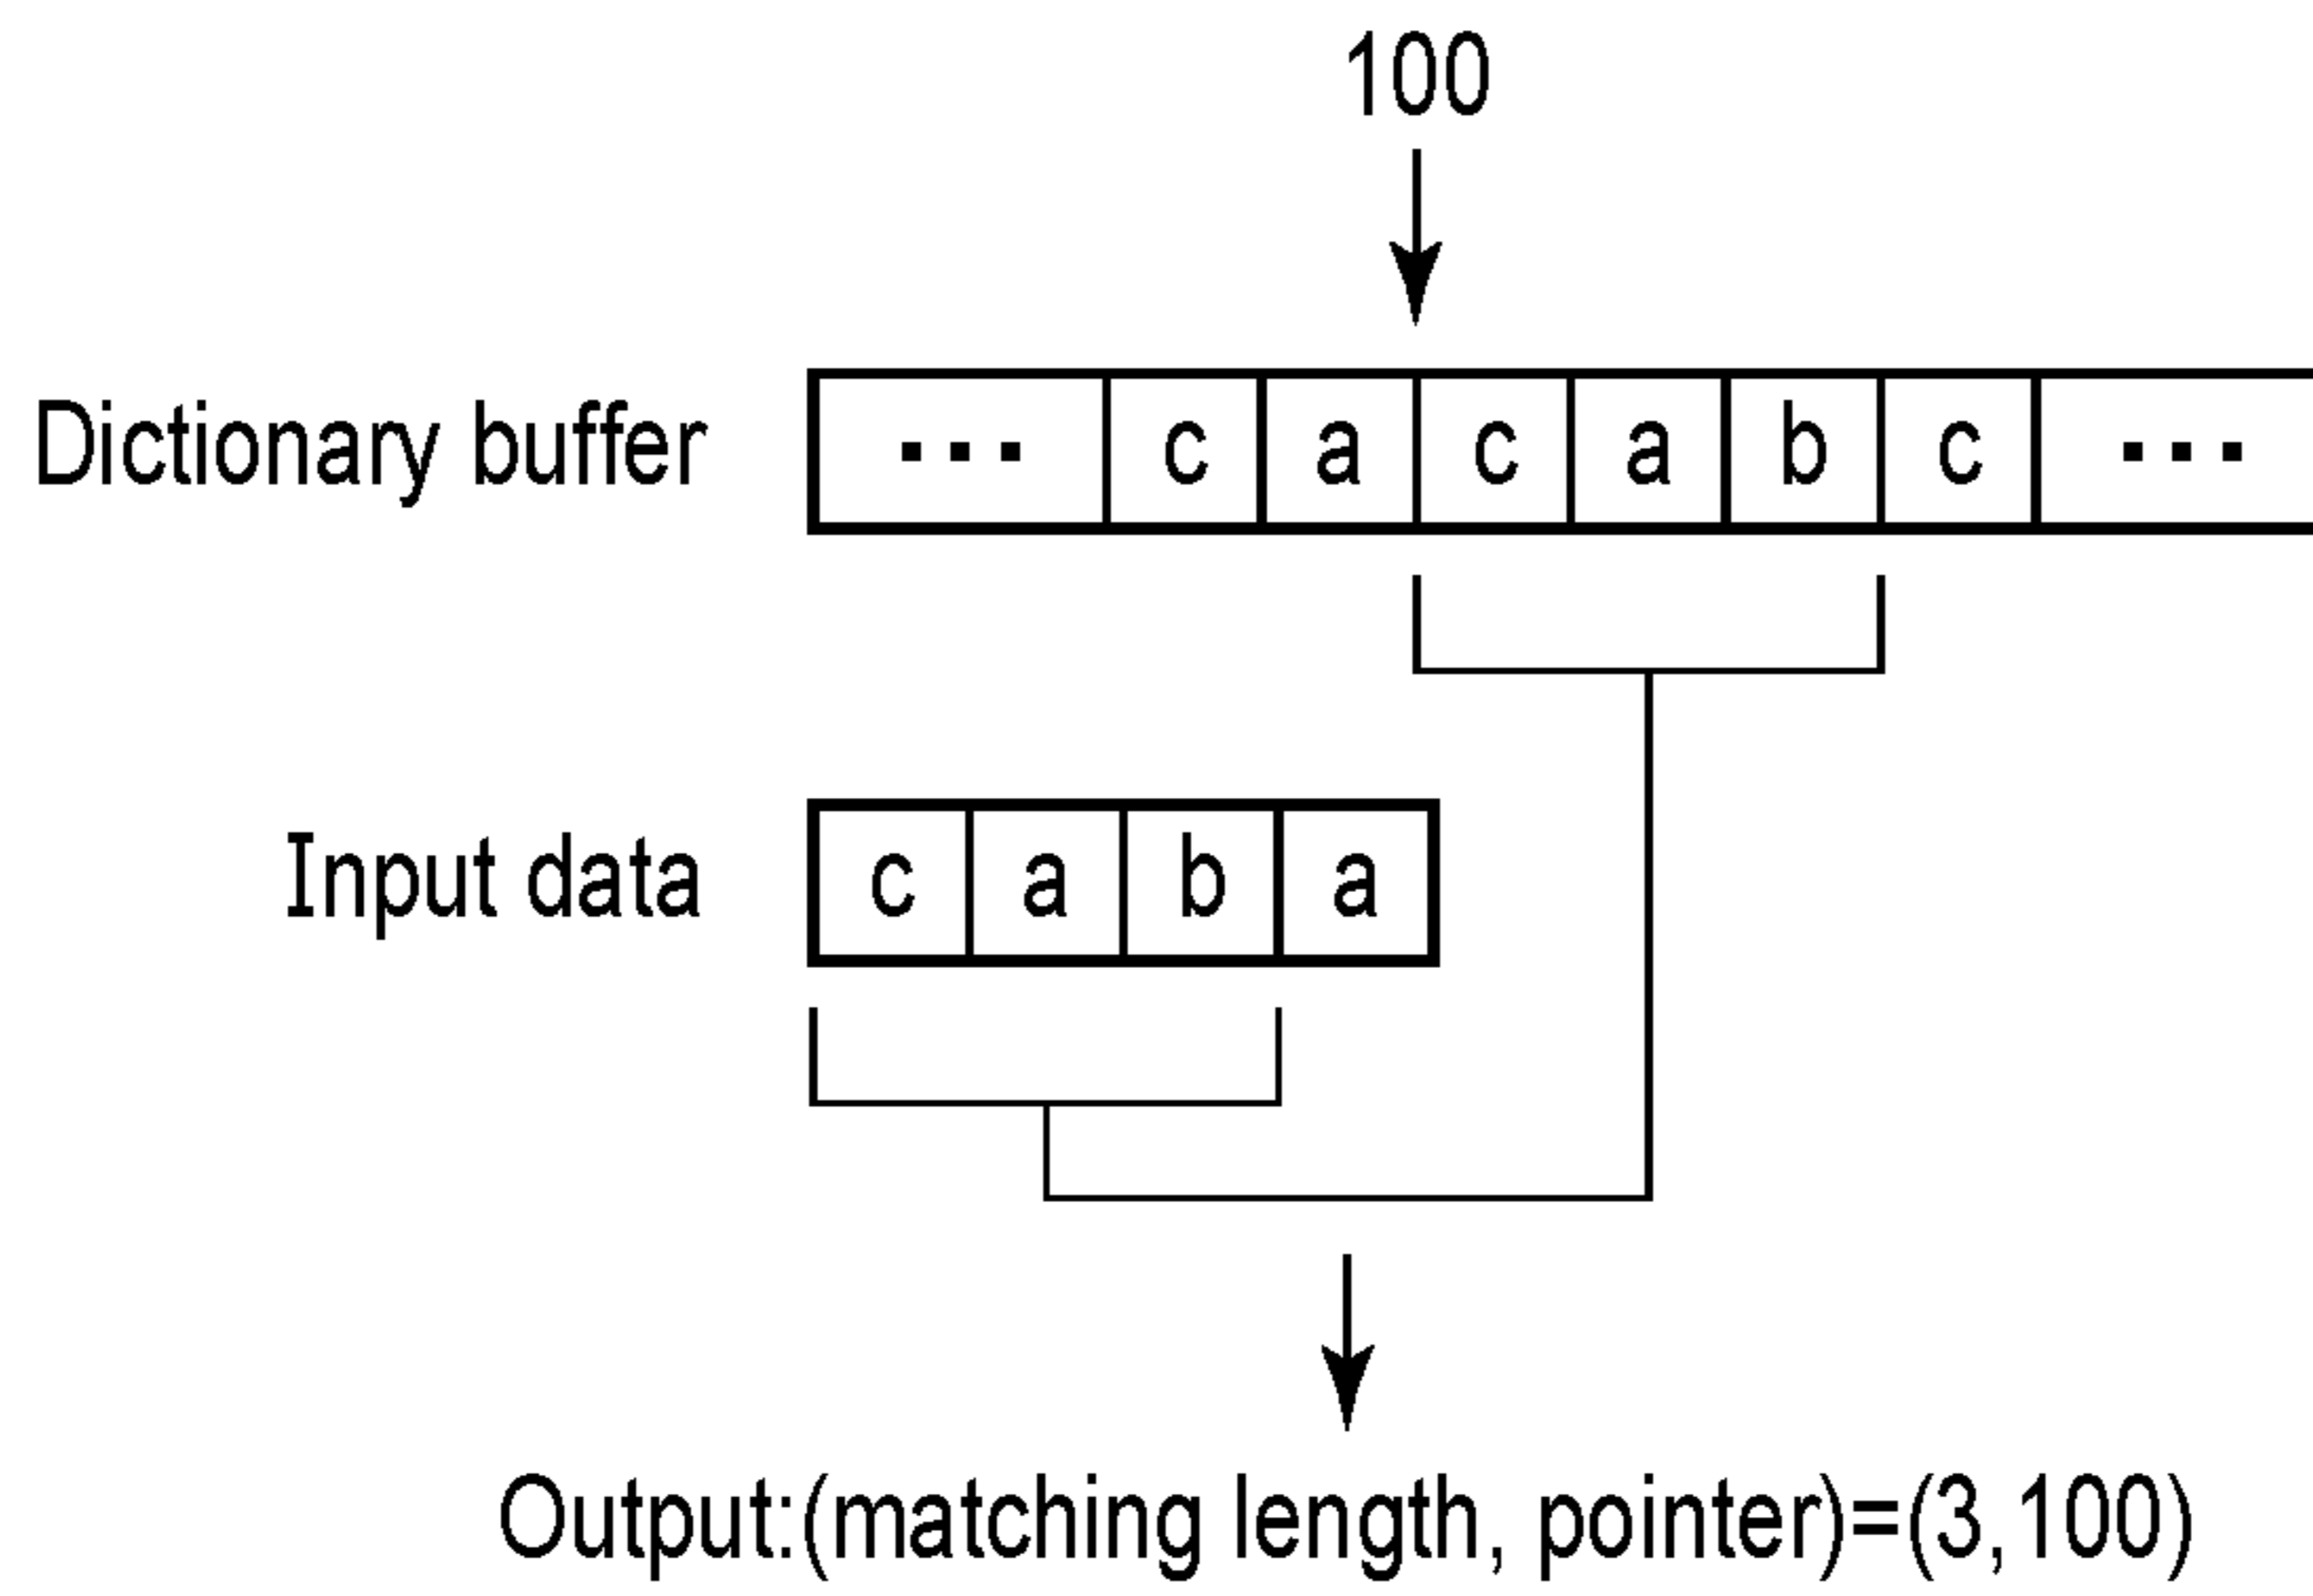 100
Dictionary buffer ... c a c a b c ...
Input data c a b a
Output:(matching length, pointer)=(3,100)